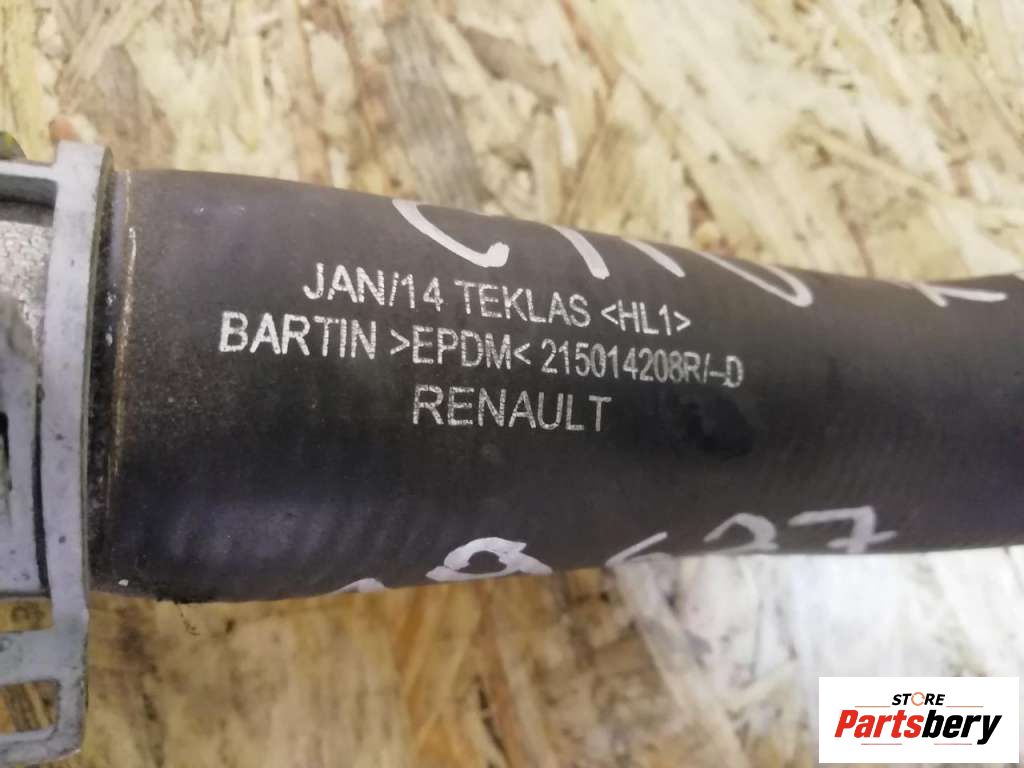 JAN/14 TEKLAS <HL1>
BARTIN >EPDM< 215014208R/--D
RENAULT
STORE
Partsbery